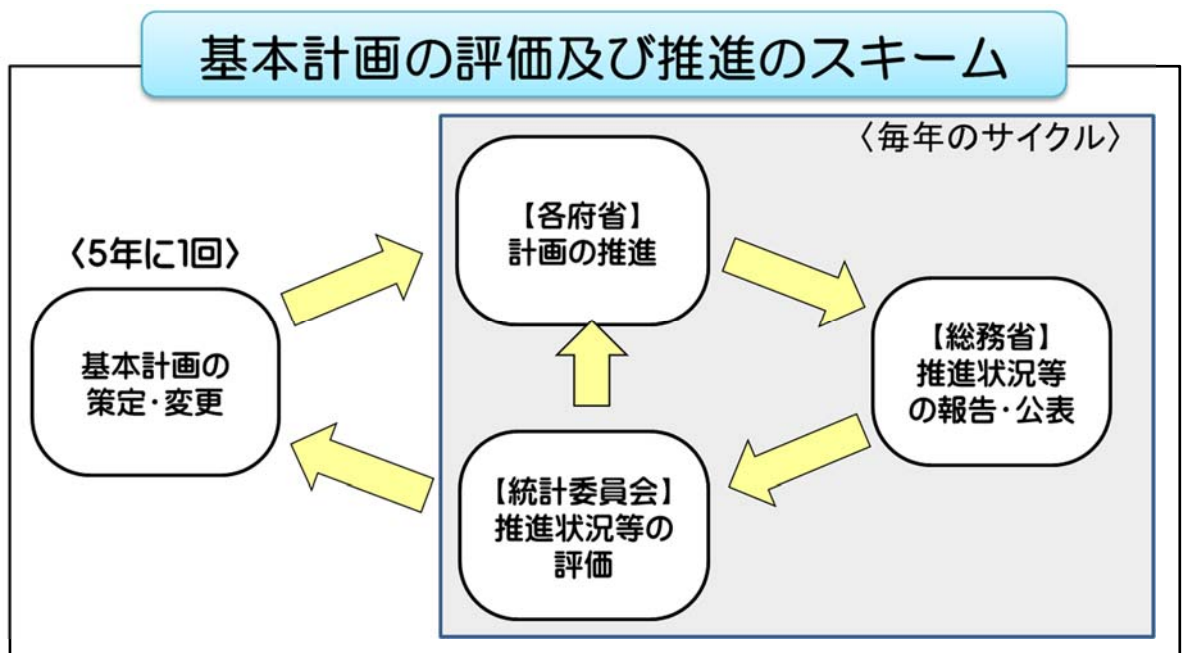 基本計画の評価及び推進のスキーム
〈毎年のサイクル〉
〈5年に1回〉
基本計画の
策定・変更
【各府省】
計画の推進
【総務省】
推進状況等
の報告・公表
【統計委員会】
推進状況等の
評価